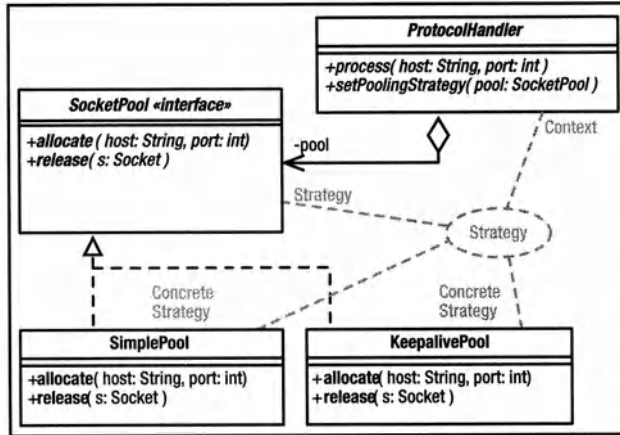 ProtocolHandler
+process( host: String, port: int )
+setPoolingStrategy( pool: SocketPool )
SocketPool «interface»
+allocate ( host: String, port: int)
+release ( s: Socket )
-pool
Context
Strategy
Strategy
Concrete
Strategy
Concrete
Strategy
SimplePool
+allocate( host: String, port: int)
+release( s: Socket )
KeepalivePool
+allocate( host: String, port: int)
+release( s: Socket )